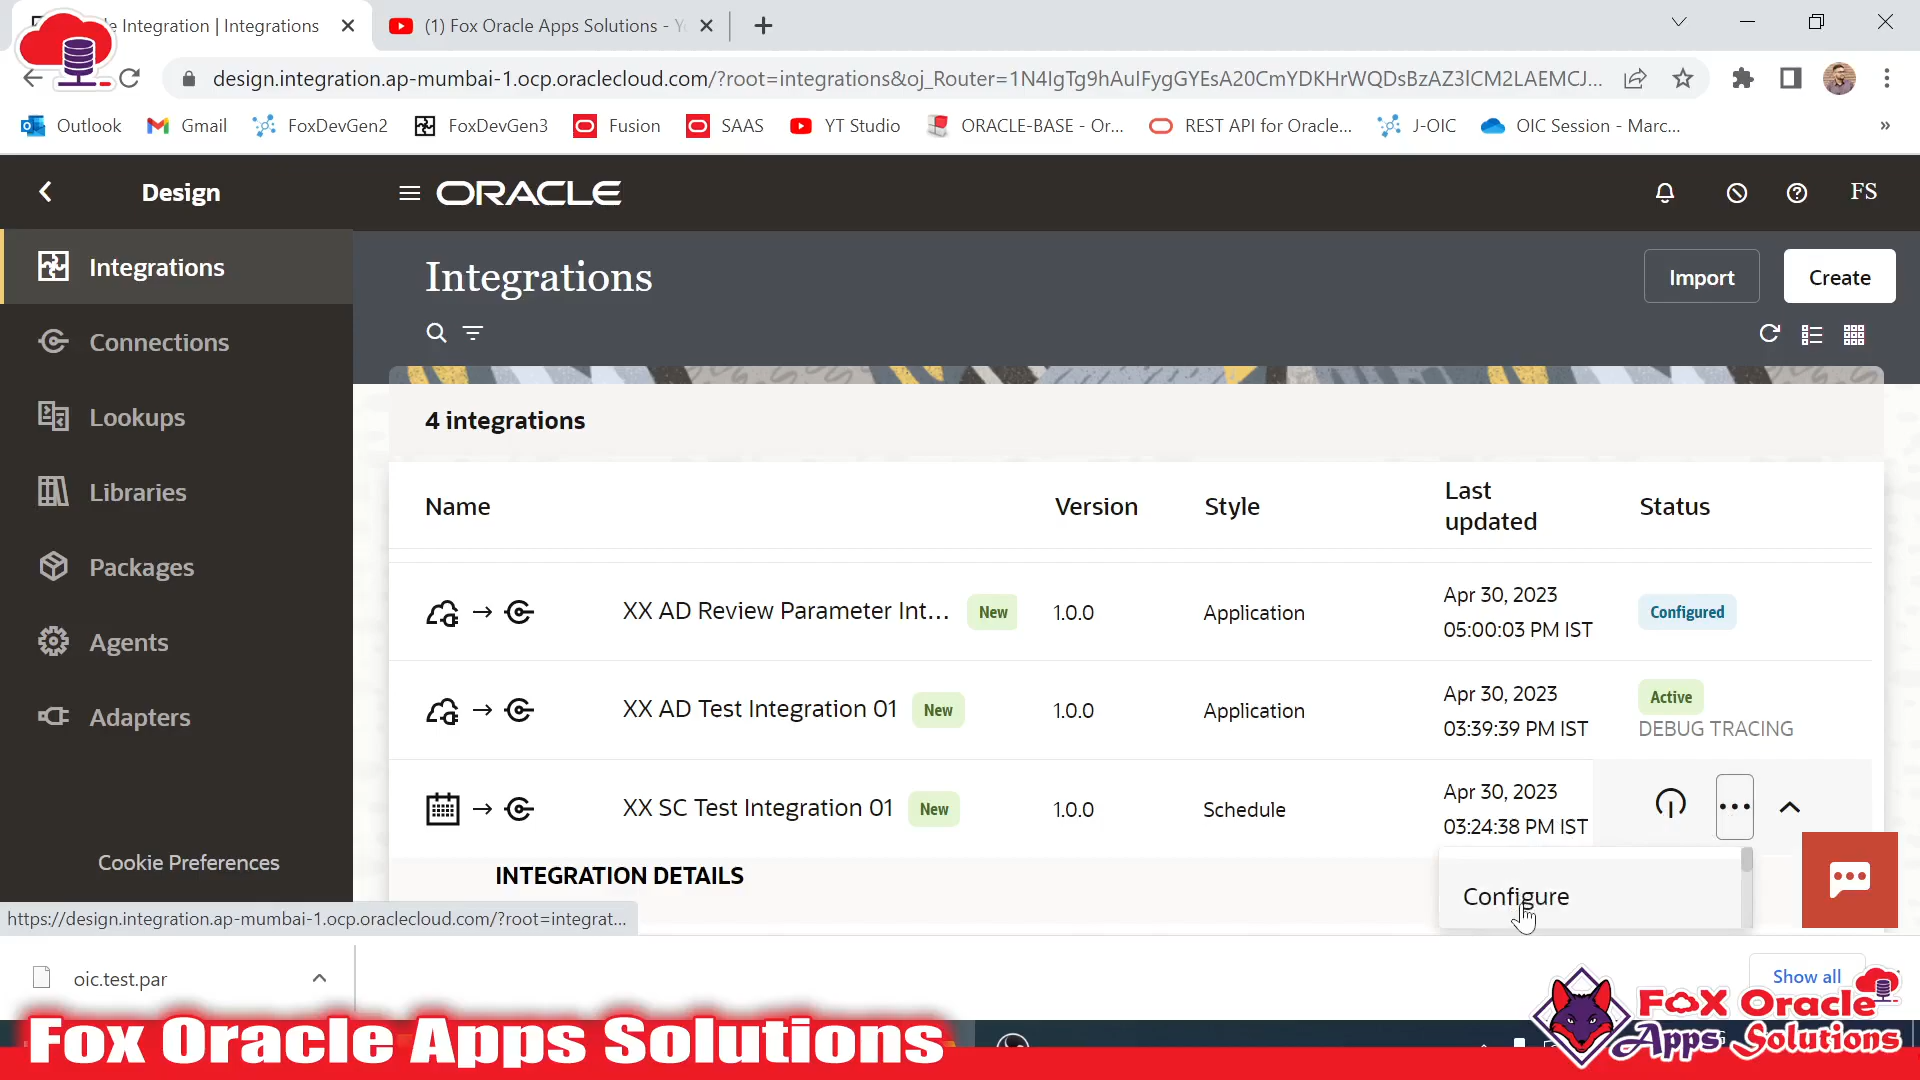 le Integration | Integrations
(1) Fox Oracle Apps Solutions - Y
design.integration.ap-mumbai-1.ocp.oraclecloud.com/?root=integrations&oj_Router=1N4IgTg9hAuIFygGYEsA20CmYDKHrWQDsBzAZ3lCM2LAEMCJ...
Outlook Gmail FoxDevGen2 FoxDevGen3 Fusion SAAS YT Studio ORACLE-BASE - Or... REST API for Oracle... J-OIC OIC Session - Marc... »
Design
ORACLE
FS
Integrations
Connections
Lookups
Libraries
Packages
Agents
Adapters
Cookie Preferences
Integrations
Import
Create
4 integrations
Name Version Style Last updated Status
XX AD Review Parameter Int... New 1.0.0 Application Apr 30, 2023 05:00:03 PM IST Configured
XX AD Test Integration 01 New 1.0.0 Application Apr 30, 2023 03:39:39 PM IST Active DEBUG TRACING
XX SC Test Integration 01 New 1.0.0 Schedule Apr 30, 2023 03:24:38 PM IST
INTEGRATION DETAILS
Configure
https://design.integration.ap-mumbai-1.ocp.oraclecloud.com/?root=integrat...
oic.test.par
Show all
Fox Oracle Apps Solutions
Fox Oracle
Apps Solutions